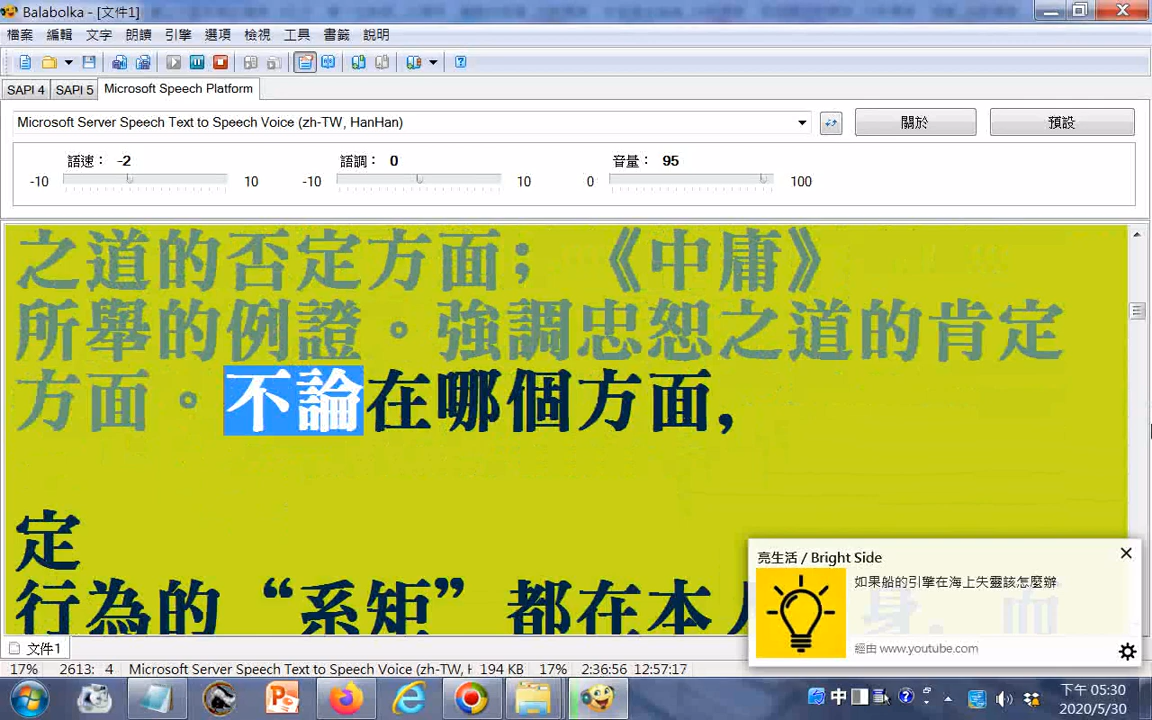 Balabolka - [文件1]
檔案 編輯 文字 朗讀 引擎 選項 檢視 工具 書籤 說明
SAPI 4 SAPI 5 Microsoft Speech Platform
Microsoft Server Speech Text to Speech Voice (zh-TW, HanHan)
關於 預設
語速： -2 語調： 0 音量： 95
-10 10 -10 10 0 100
之道的否定方面；《中庸》
所舉的例證。強調忠恕之道的肯定
方面。不論在哪個方面，
定
行為的“系矩”都在本人自身．而
亮生活 / Bright Side
如果船的引擎在海上失靈該怎麼辦
經由 www.youtube.com
文件1
17% 2613: 4 Microsoft Server Speech Text to Speech Voice (zh-TW, H 194 KB 17% 2:36:56 12:57:17
中
下午 05:30
2020/5/30